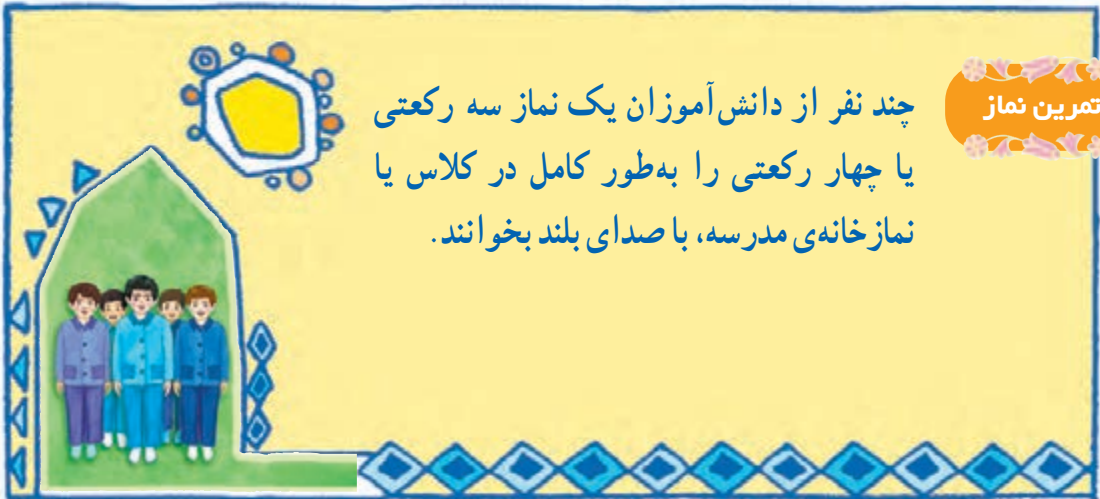 تمرین نماز
چند نفر از دانش‌آموزان یک نماز سه رکعتی
یا چهار رکعتی را به‌طور کامل در کلاس یا
نمازخانه‌ی مدرسه، با صدای بلند بخوانند.